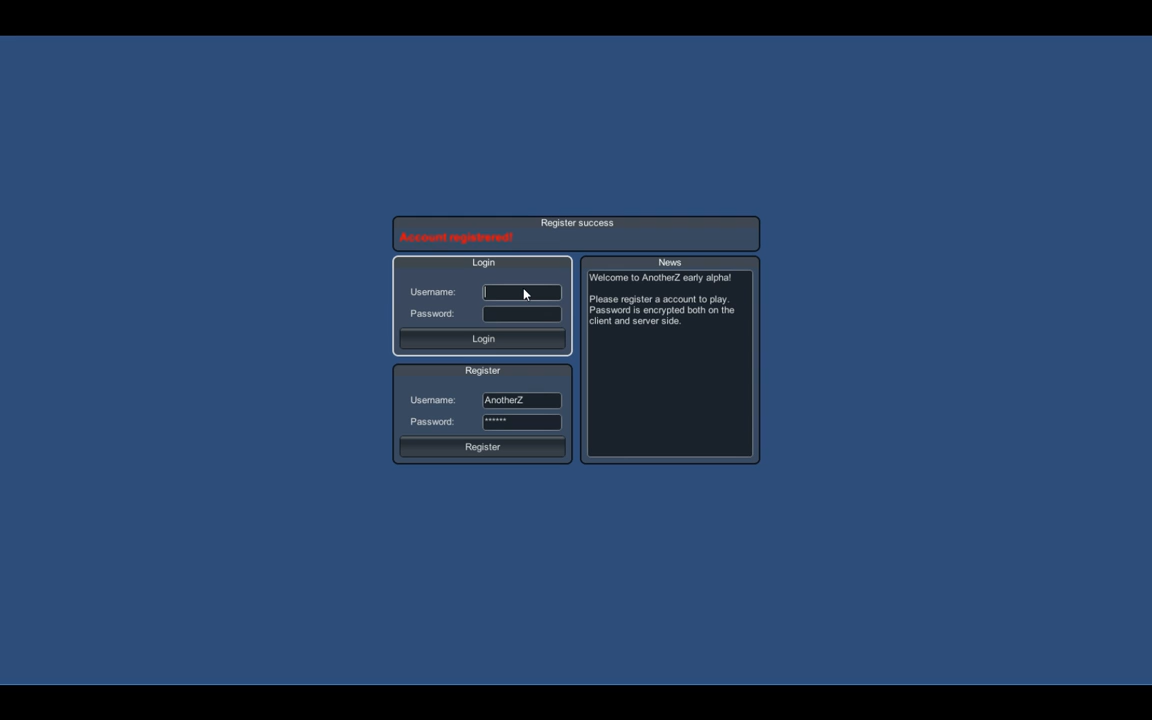 Register success
Account registrered!
Login
Username:
Password:
Login
Register
Username: AnotherZ
Password: ******
Register
News
Welcome to AnotherZ early alpha!
Please register a account to play.
Password is encrypted both on the
client and server side.